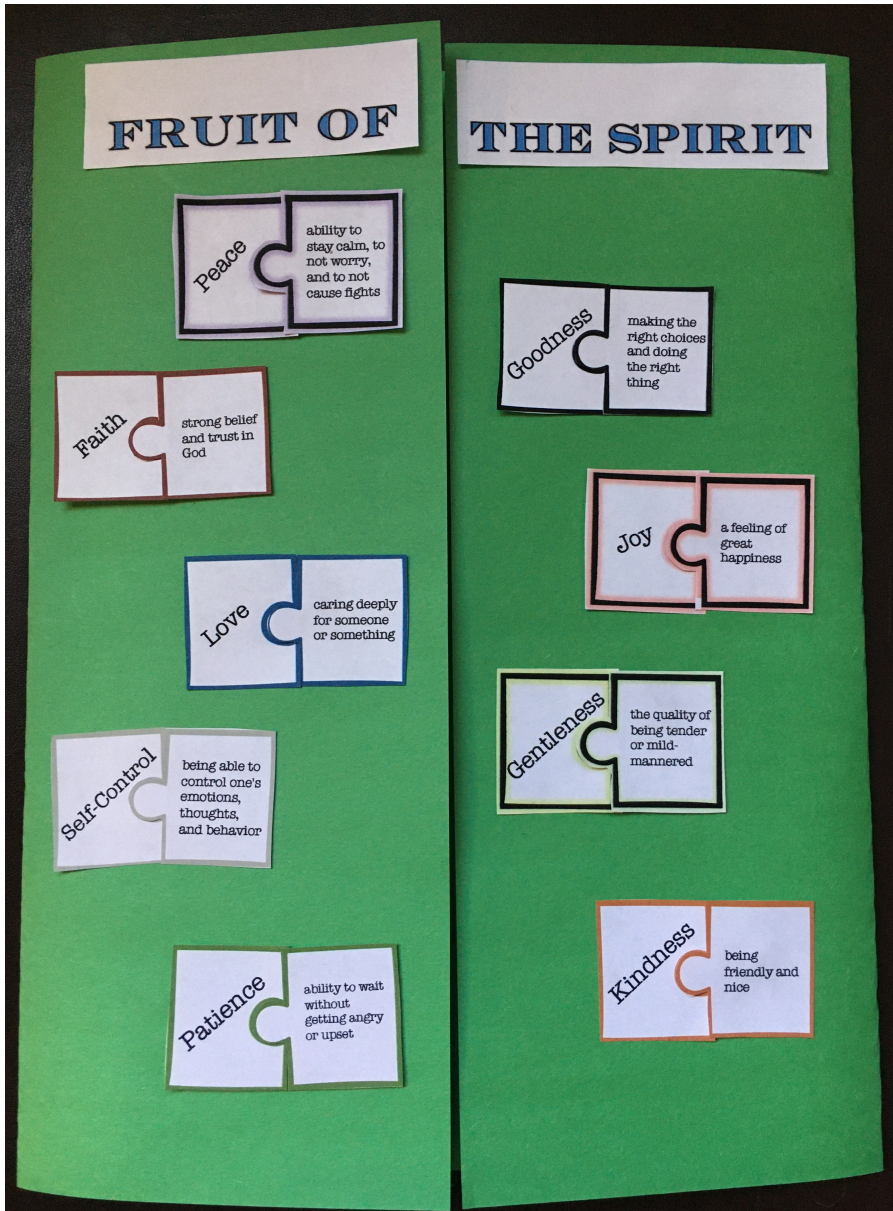 FRUIT OF
THE SPIRIT
Peace
ability to
stay calm, to
not worry,
and to not
cause fights
Faith
strong belief
and trust in
God
Love
caring deeply
for someone
or something
Self-Control
being able to
control one's
emotions,
thoughts,
and behavior
Patience
ability to wait
without
getting angry
or upset
Goodness
making the
right choices
and doing
the right
thing
Joy
a feeling of
great
happiness
Gentleness
the quality of
being tender
or mild-
mannered
Kindness
being
friendly and
nice